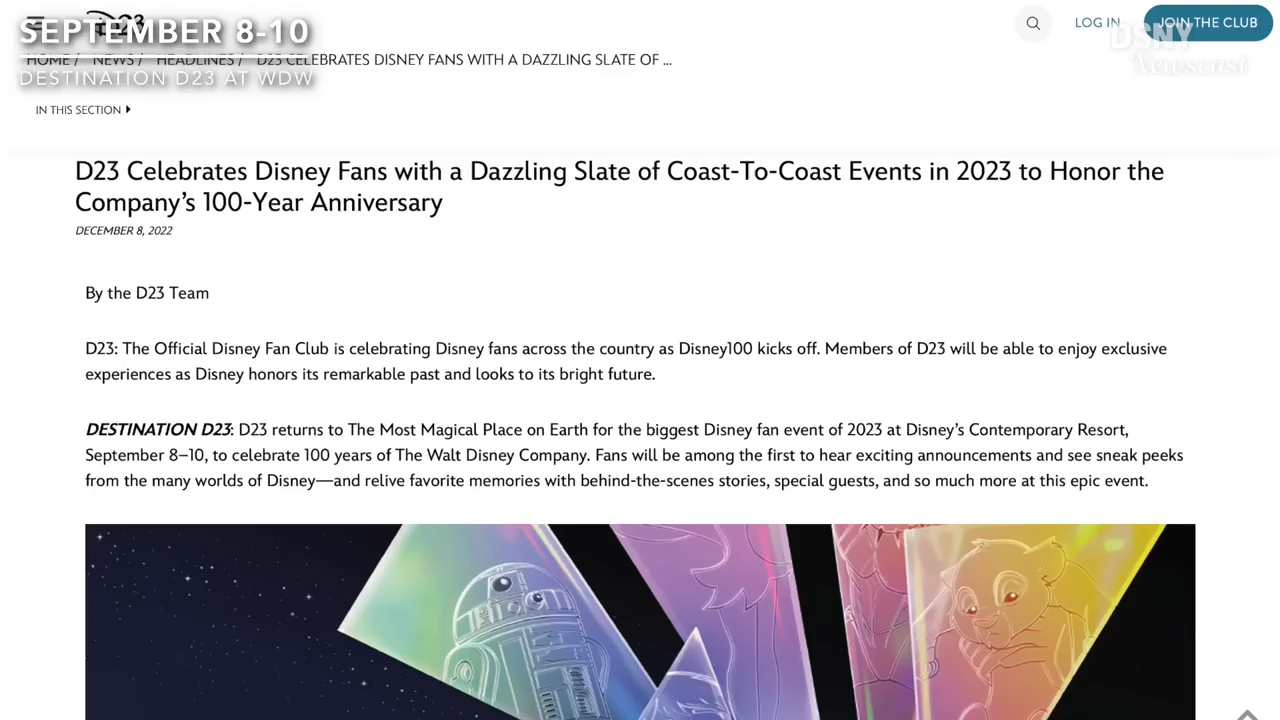 SEPTEMBER 8-10
D23
LOG IN
JOIN THE CLUB
DSNY
Newscast
HOME / NEWS / HEADLINES / D23 CELEBRATES DISNEY FANS WITH A DAZZLING SLATE OF ...
DESTINATION D23 AT WDW
IN THIS SECTION
D23 Celebrates Disney Fans with a Dazzling Slate of Coast-To-Coast Events in 2023 to Honor the
Company's 100-Year Anniversary
DECEMBER 8, 2022
By the D23 Team
D23: The Official Disney Fan Club is celebrating Disney fans across the country as Disney100 kicks off. Members of D23 will be able to enjoy exclusive
experiences as Disney honors its remarkable past and looks to its bright future.
DESTINATION D23: D23 returns to The Most Magical Place on Earth for the biggest Disney fan event of 2023 at Disney's Contemporary Resort,
September 8–10, to celebrate 100 years of The Walt Disney Company. Fans will be among the first to hear exciting announcements and see sneak peeks
from the many worlds of Disney—and relive favorite memories with behind-the-scenes stories, special guests, and so much more at this epic event.